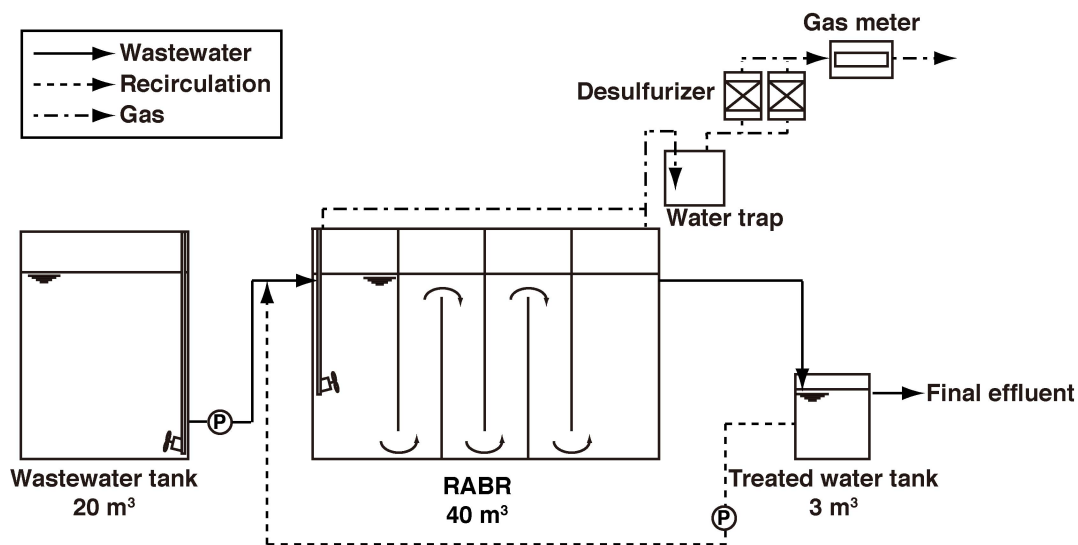 Wastewater
Recirculation
Gas
Gas meter
Desulfurizer
Water trap
P
Final effluent
Wastewater tank
20 m³
RABR
40 m³
Treated water tank
3 m³
P